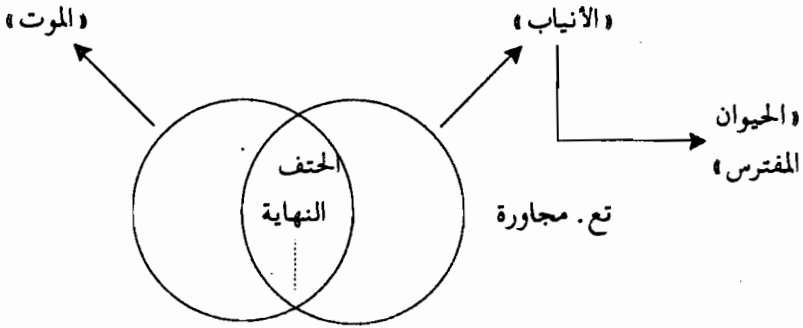 «الأنياب»
«الموت»
«الحيوان
المفترس»
الحتف
النهاية
تع. مجاورة